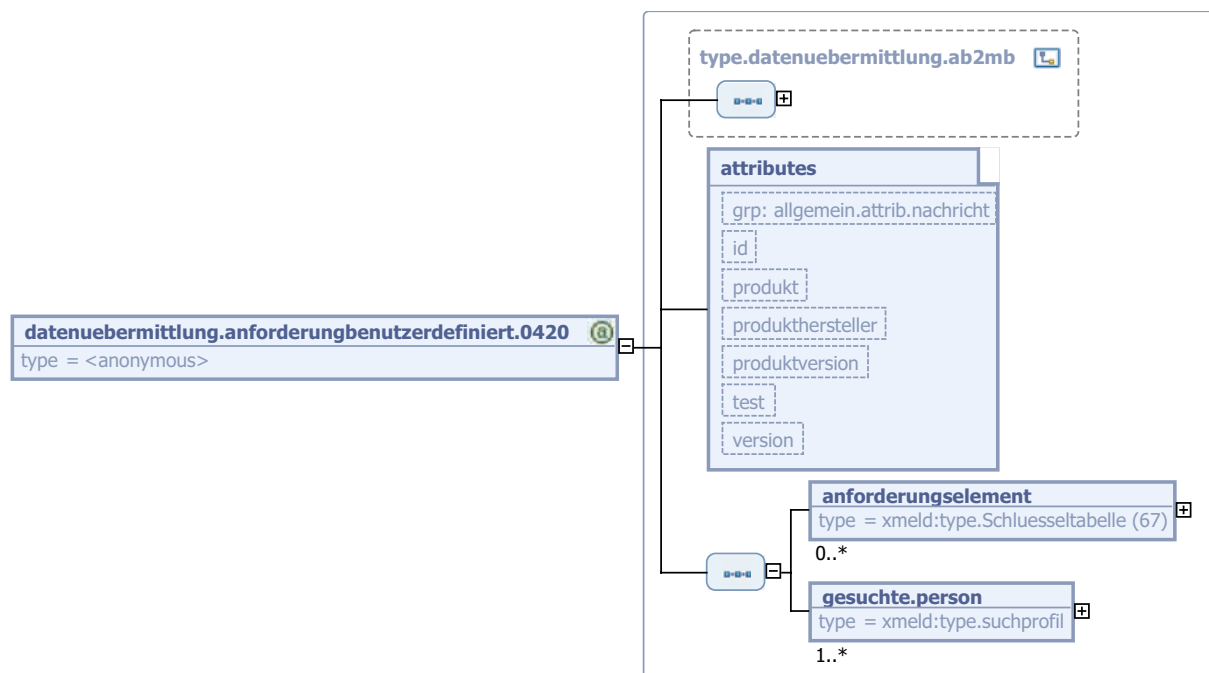 type.datenuebermittlung.ab2mb
attributes
grp: allgemein.attrib.nachricht
id
produkt
produkthersteller
produktversion
test
version
datenuebermittlung.anforderungbenutzerdefiniert.0420 @
type = <anonymous>
anforderungselement
type = xmeld:type.Schluesseltabelle (67)
0..*
gesuchte.person
type = xmeld:type.suchprofil
1..*